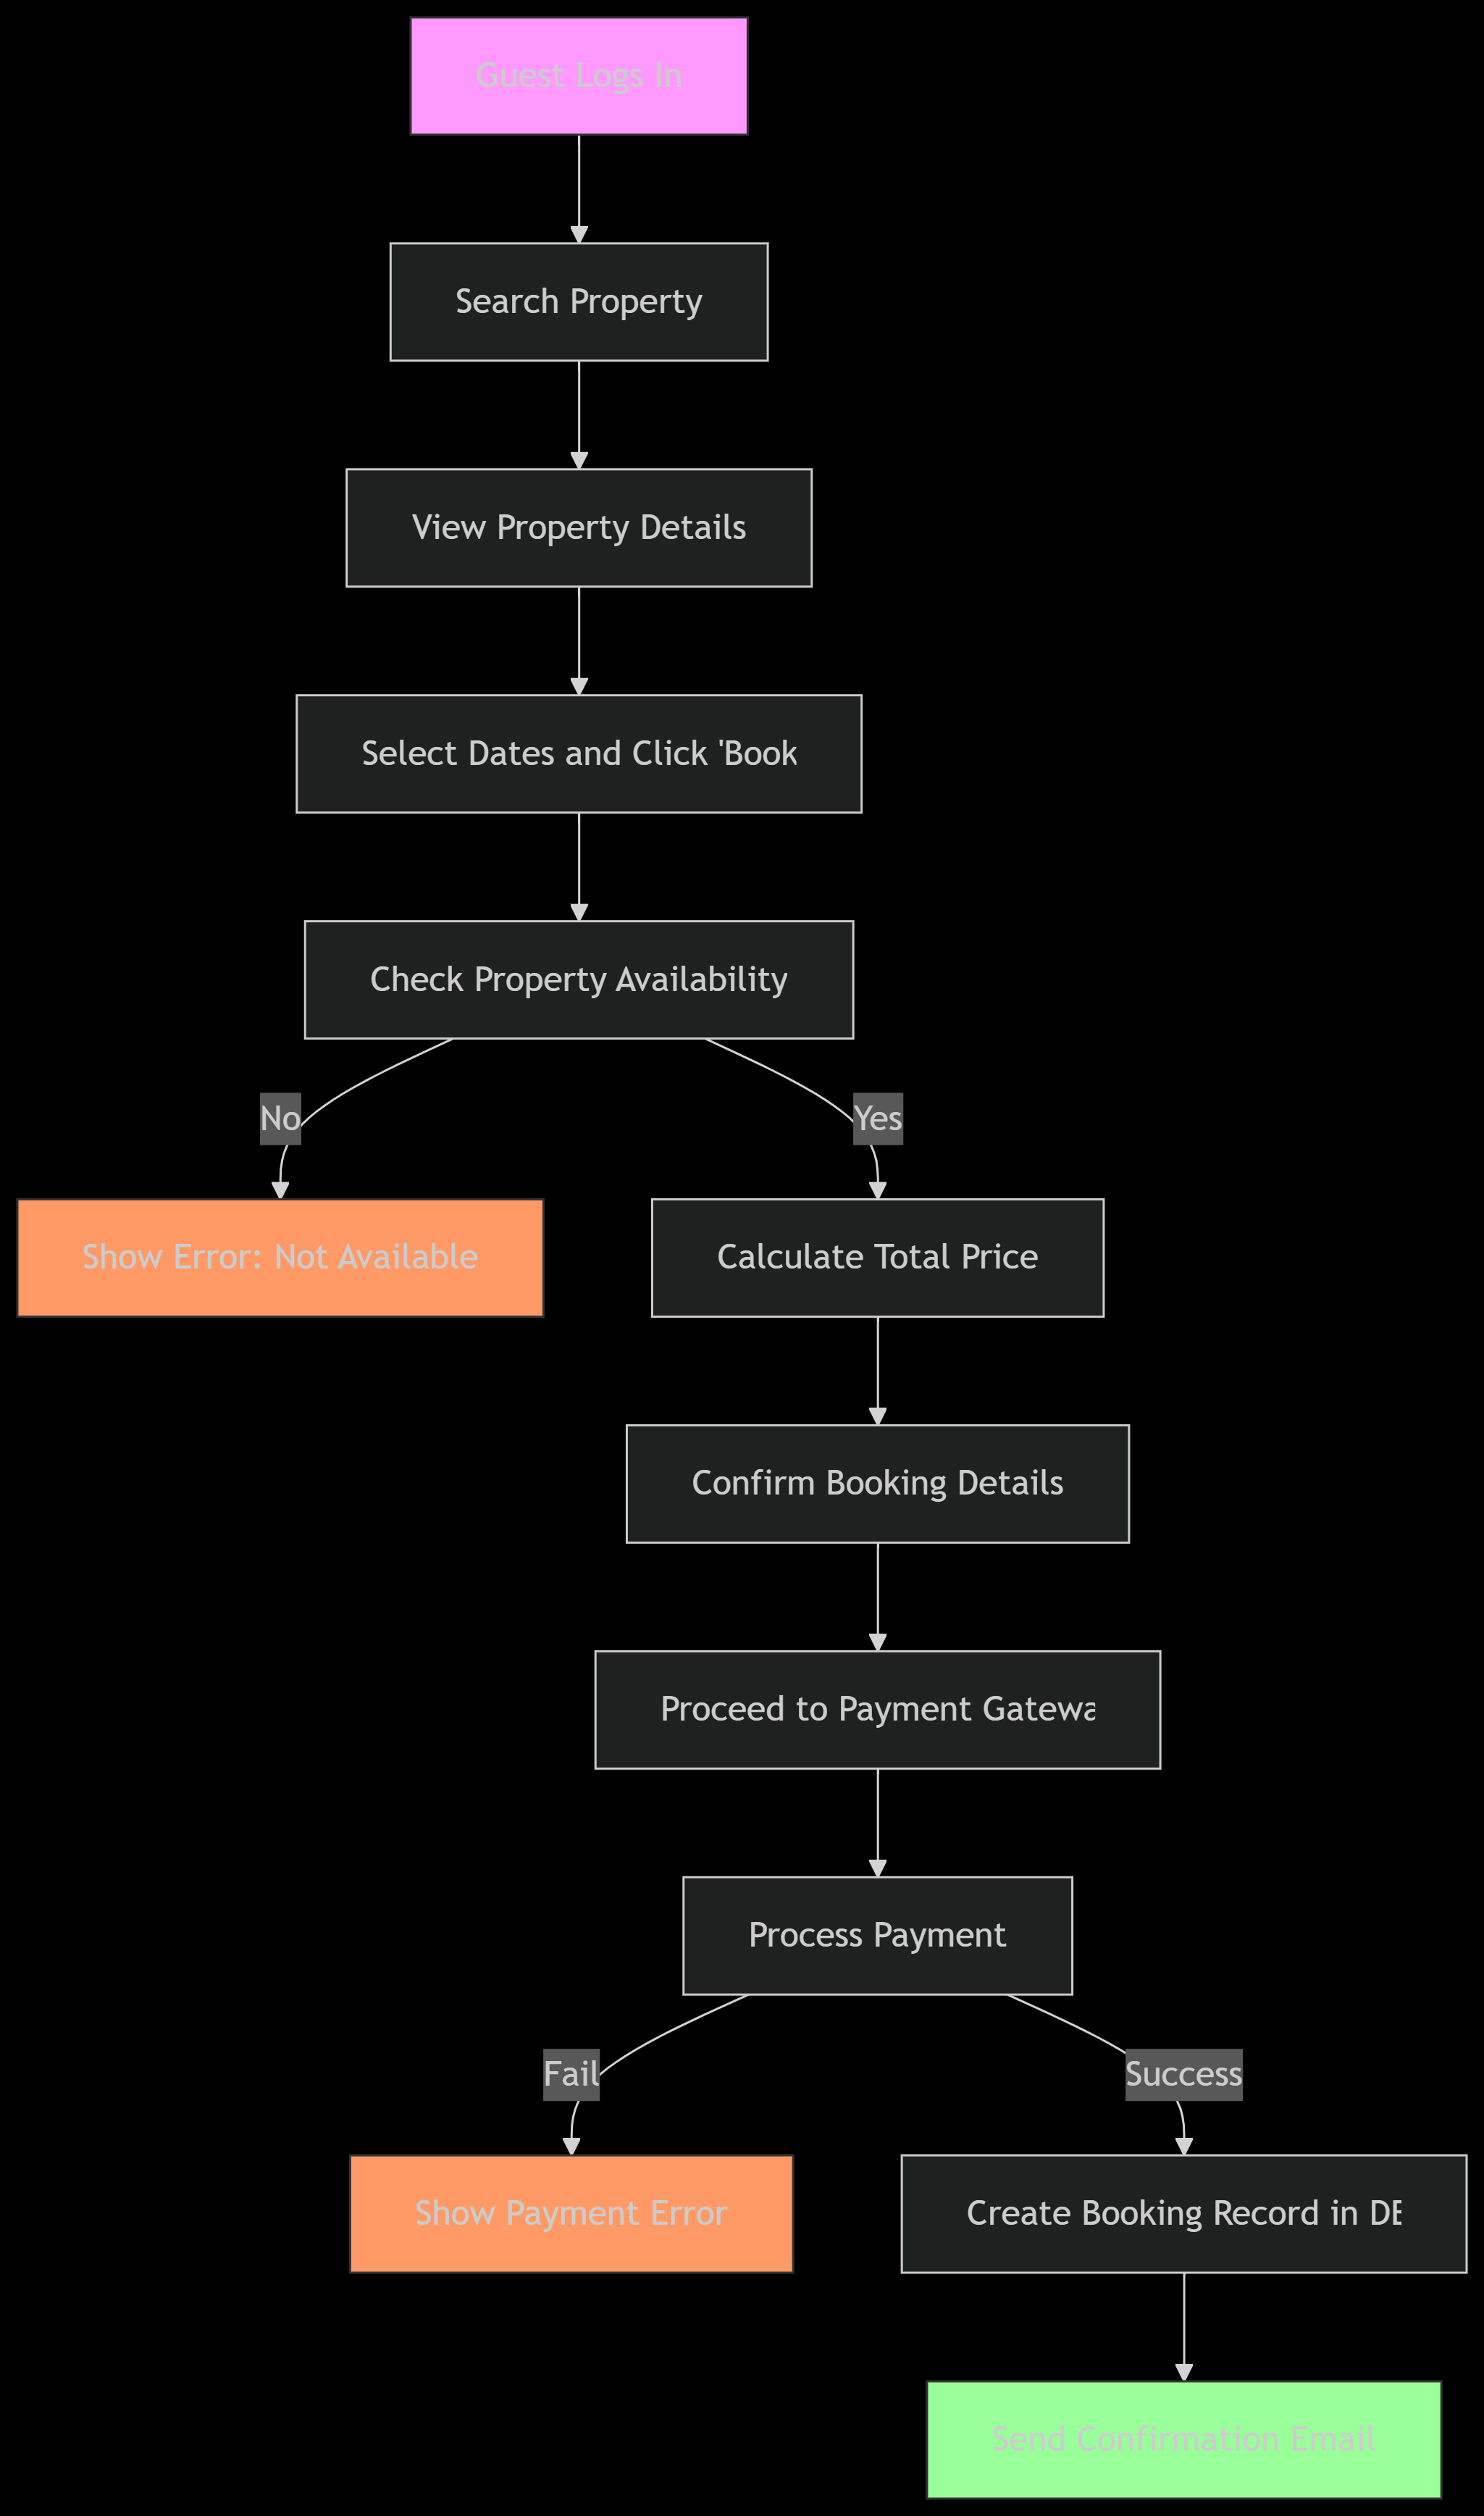 Guest Logs In
Search Property
View Property Details
Select Dates and Click 'Book
Check Property Availability
No
Yes
Show Error: Not Available
Calculate Total Price
Confirm Booking Details
Proceed to Payment Gatewa
Process Payment
Fail
Success
Show Payment Error
Create Booking Record in DB
Send Confirmation Email